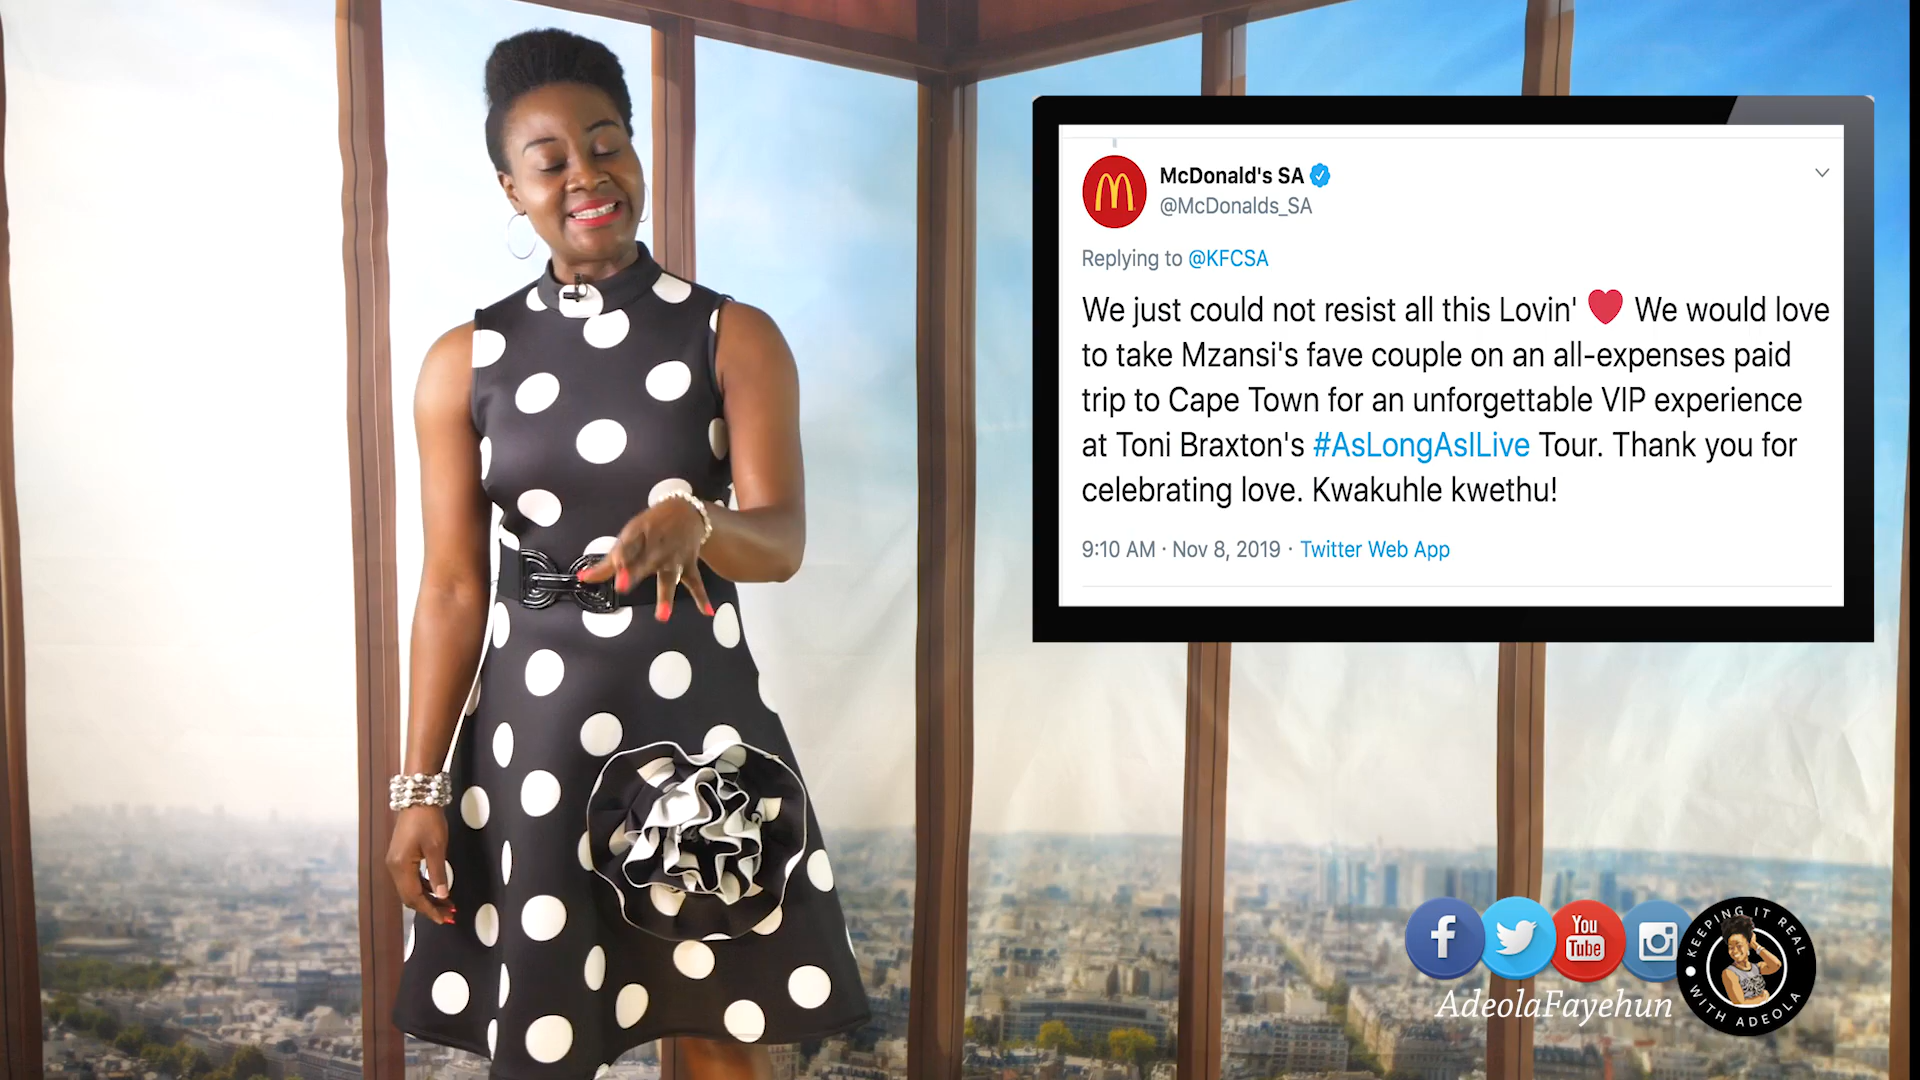 McDonald's SA
@McDonalds_SA
Replying to @KFCSA
We just could not resist all this Lovin' ❤ We would love
to take Mzansi's fave couple on an all-expenses paid
trip to Cape Town for an unforgettable VIP experience
at Toni Braxton's #AsLongAsILive Tour. Thank you for
celebrating love. Kwakuhle kwethu!
9:10 AM · Nov 8, 2019 · Twitter Web App
You
Tube
AdeolaFayehun
KEEPING IT REAL
WITH ADEOLA